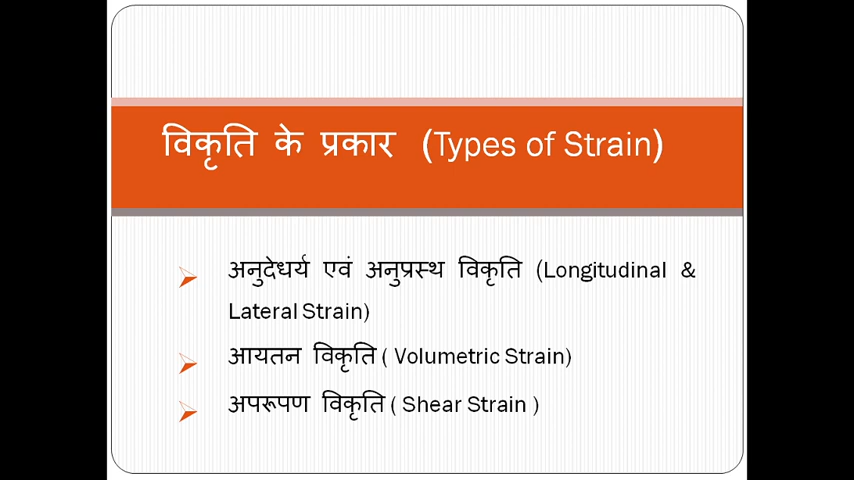 विकृति के प्रकार (Types of Strain)
अनुदेधर्य एवं अनुप्रस्थ विकृति (Longitudinal &
Lateral Strain)
आयतन विकृति ( Volumetric Strain)
अपरूपण विकृति ( Shear Strain )